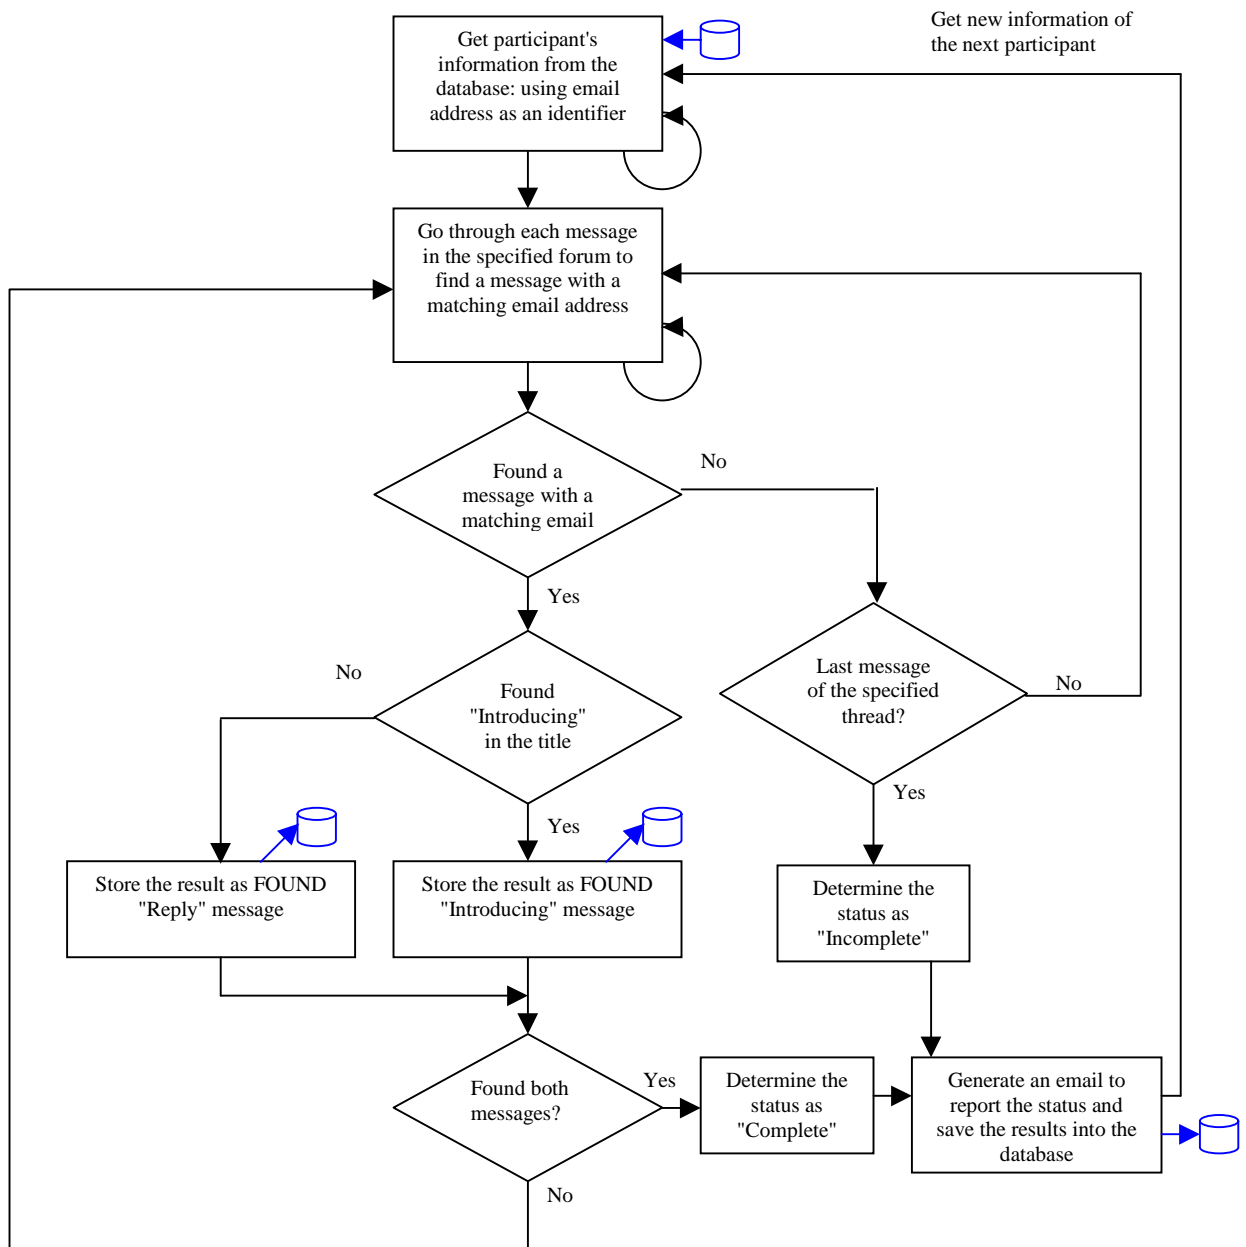 Get new information of
the next participant
Get participant's
information from the
database: using email
address as an identifier
Go through each message
in the specified forum to
find a message with a
matching email address
Found a
message with a
matching email
No
Yes
Last message
of the specified
thread?
No
Yes
No
Found
"Introducing"
in the title
Yes
Store the result as FOUND
"Reply" message
Store the result as FOUND
"Introducing" message
Determine the
status as
"Incomplete"
Found both
messages?
Yes
No
Determine the
status as
"Complete"
Generate an email to
report the status and
save the results into the
database